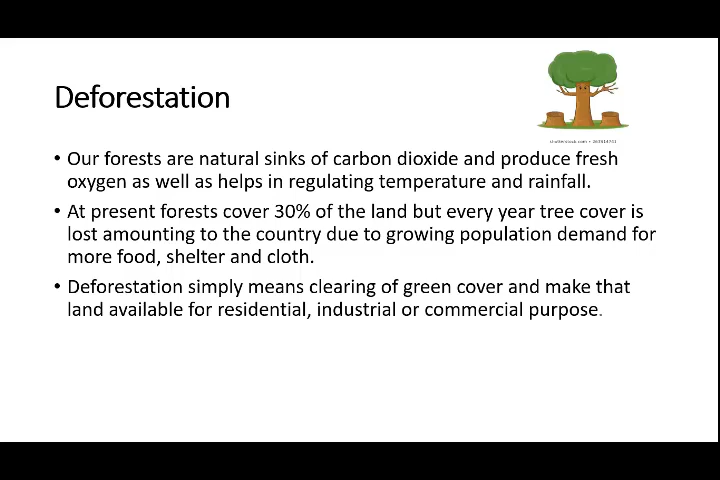 Deforestation
shutterstock.com • 267614751
• Our forests are natural sinks of carbon dioxide and produce fresh
oxygen as well as helps in regulating temperature and rainfall.
• At present forests cover 30% of the land but every year tree cover is
lost amounting to the country due to growing population demand for
more food, shelter and cloth.
• Deforestation simply means clearing of green cover and make that
land available for residential, industrial or commercial purpose.